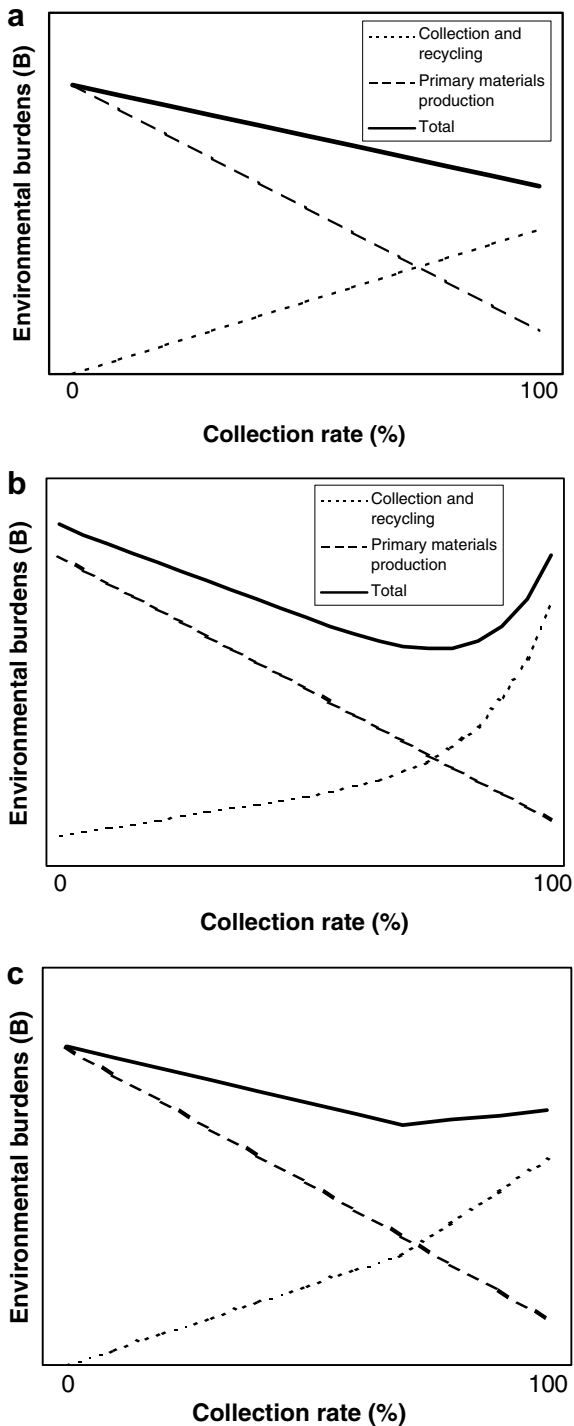 a
Environmental burdens (B)
Collection and
recycling
Primary materials
production
Total
0
100
Collection rate (%)
b
Environmental burdens (B)
Collection and
recycling
Primary materials
production
Total
0
100
Collection rate (%)
c
Environmental burdens (B)
0
100
Collection rate (%)